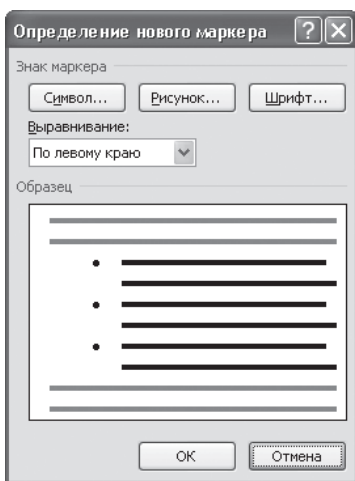 Определение нового маркера
Знак маркера
Символ... Рисунок... Шрифт...
Выравнивание:
По левому краю
Образец
ОК Отмена